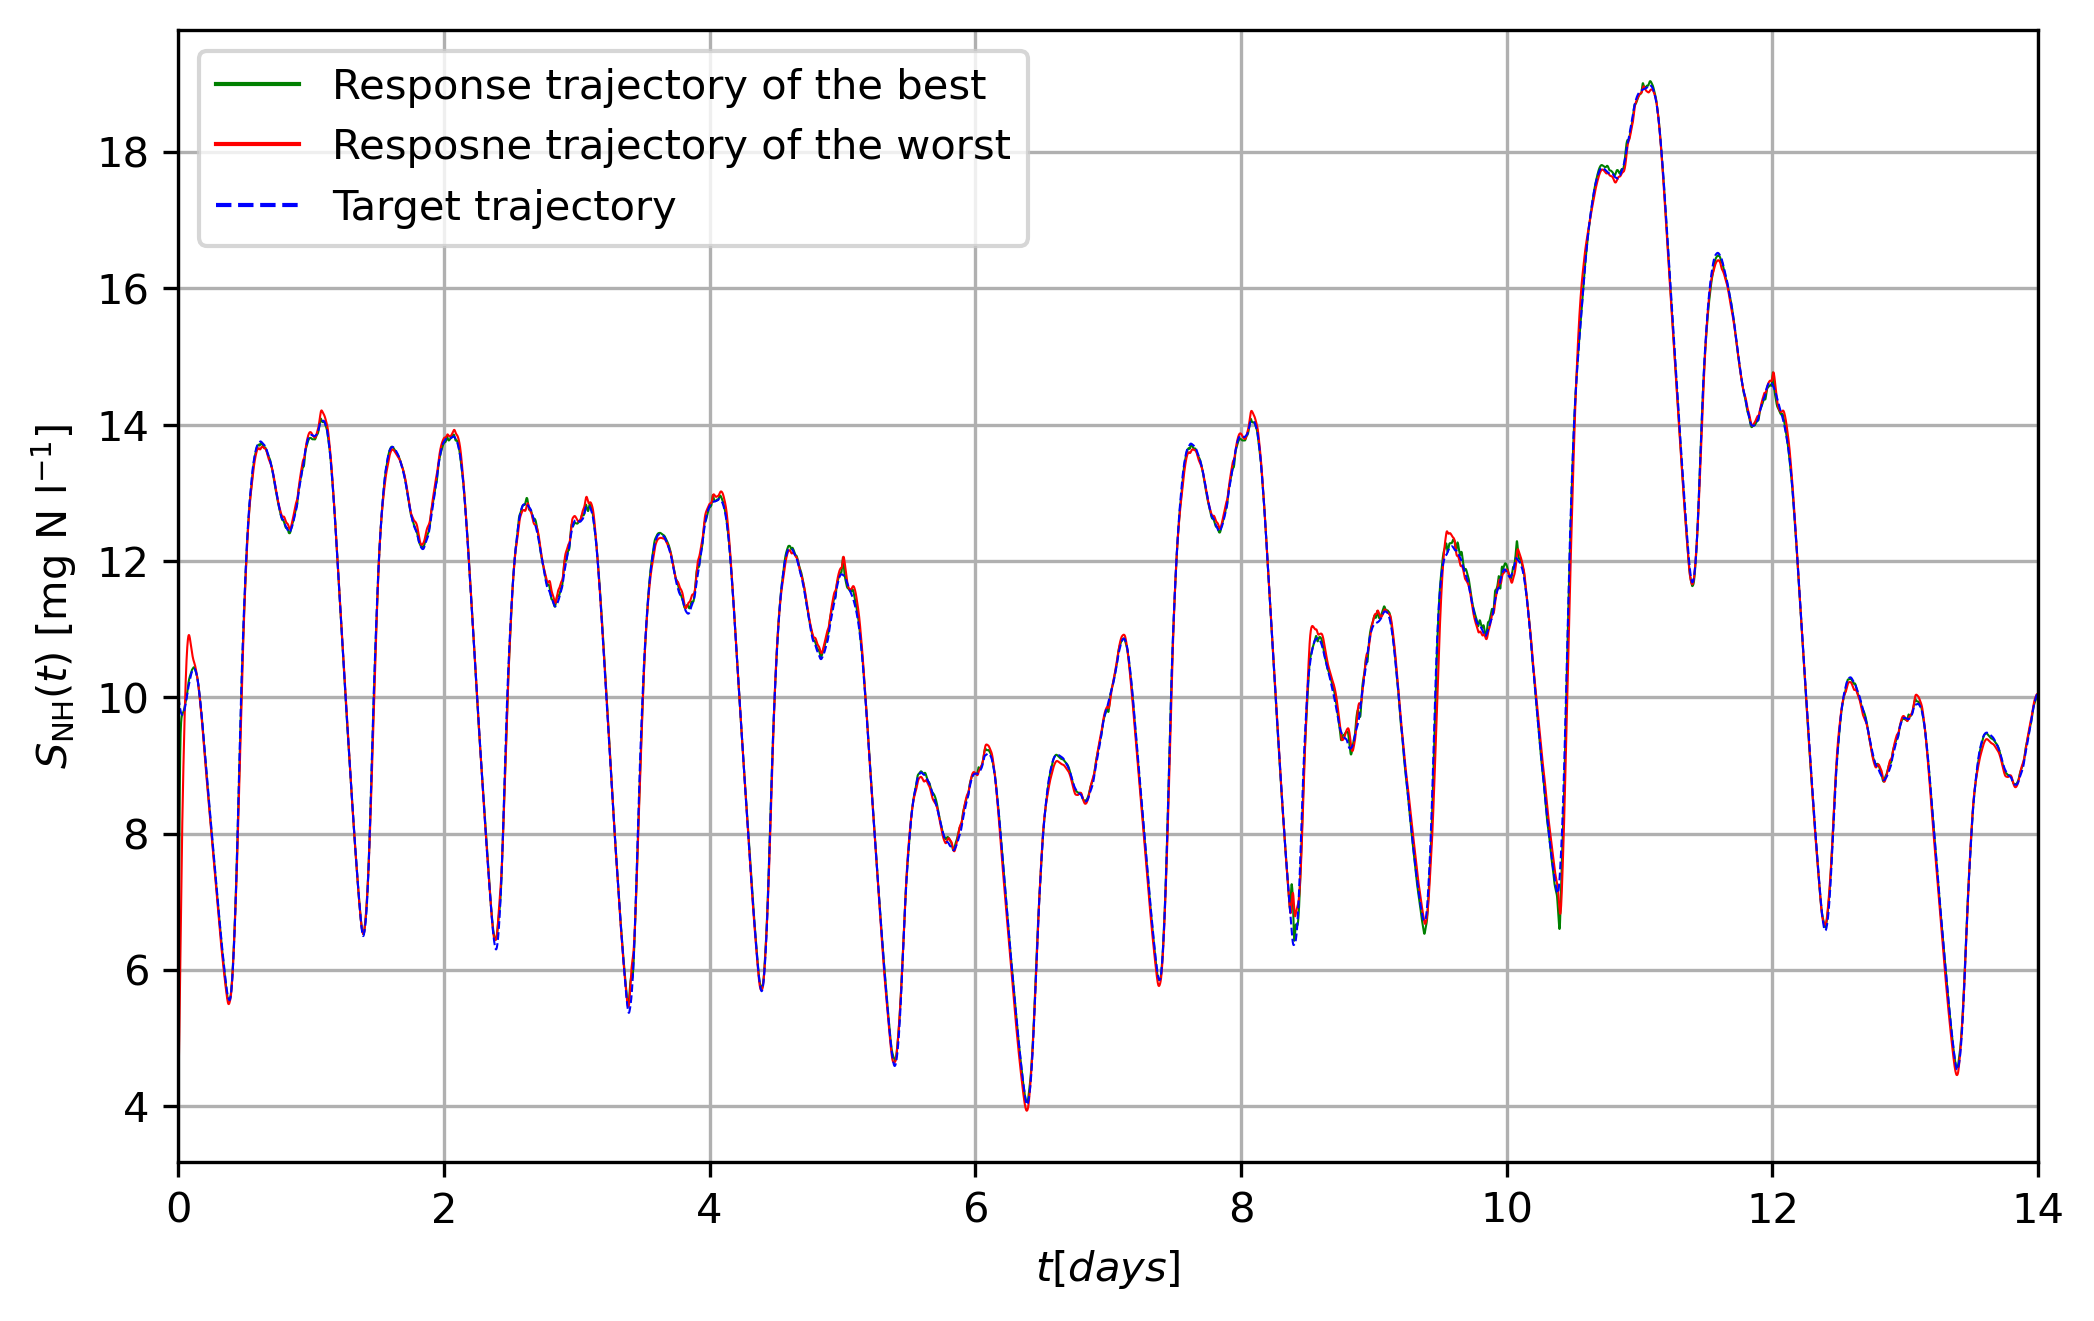 Response trajectory of the best
Resposne trajectory of the worst
Target trajectory
18
16
14
12
10
8
6
4
S_NH(t) [mg N l⁻¹]
0 2 4 6 8 10 12 14
t[days]